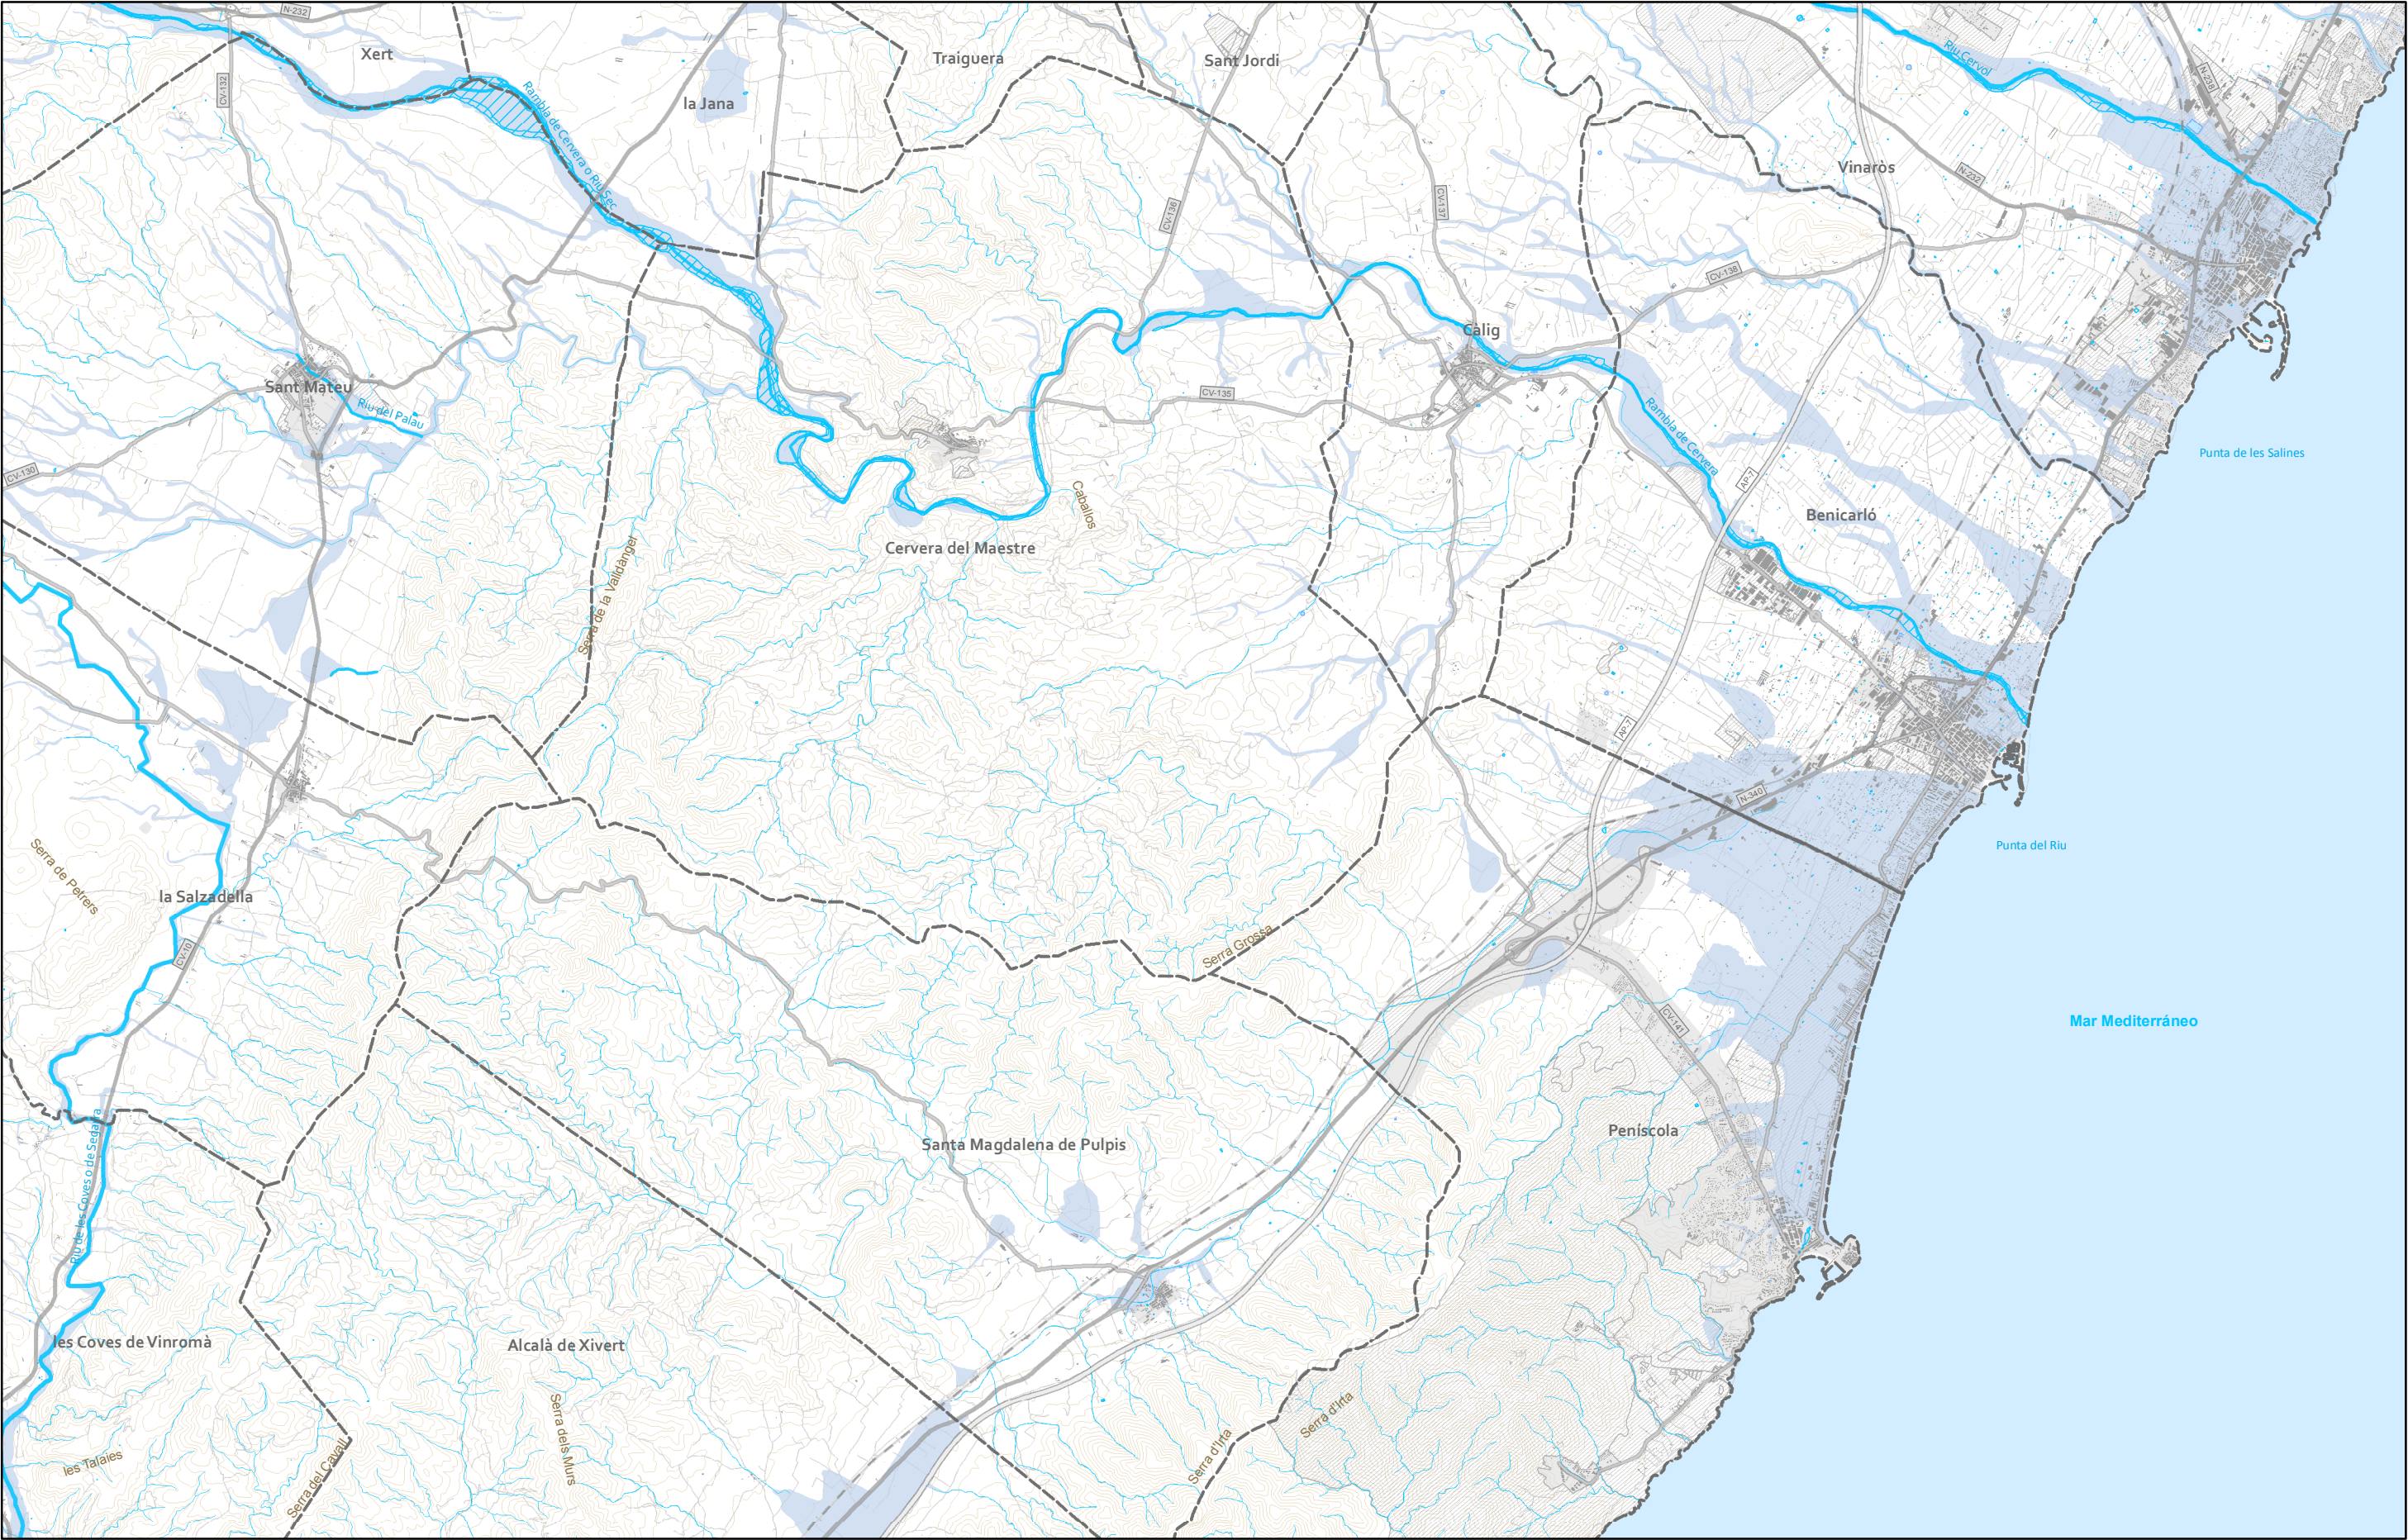 N-232
Xert
Traiguera
Sant Jordi
Riu Cervol
N-238
CV-132
la Jana
Rambla de Cervera o Riu Sec
Vinaròs
N-232
CV-137
CV-136
CV-138
Càlig
Sant Mateu
CV-135
Riu del Palau
Rambla de Cervera
Punta de les Salines
CV-130
AP-7
Caballos
Benicarló
Cervera del Maestre
Serra de la Valldàngel
AP-7
N-340
Punta del Riu
Serra de Petrers
la Salzadella
Serra Grossa
CV-10
CV-141
Mar Mediterráneo
Peníscola
Santa Magdalena de Pulpis
Riu de les Coves o de Segarra
les Coves de Vinromà
Alcalà de Xivert
Serra d'Irta
Serra dels Murs
Serra d'Irta
les Talaies
Serra del Cavall